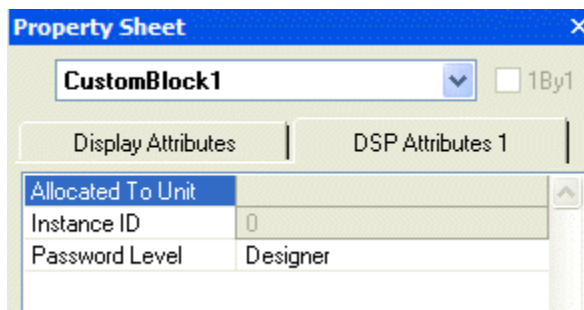 Property Sheet
CustomBlock1 1By1
Display Attributes DSP Attributes 1
Allocated To Unit
Instance ID 0
Password Level Designer